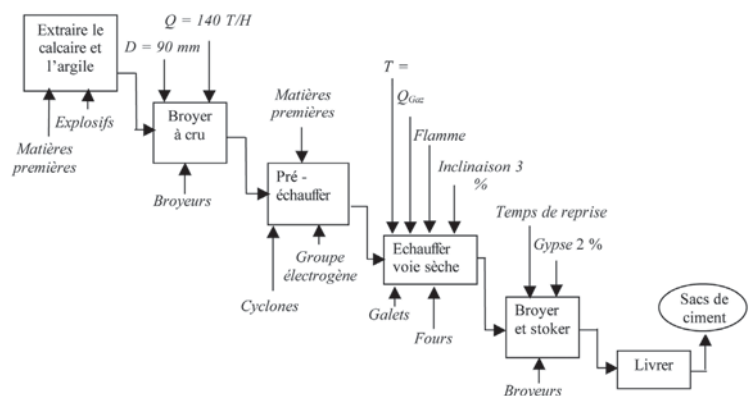 Extraire le
calcaire et
l'argile
Q = 140 T/H
D = 90 mm
Explosifs
Matières
premières
Broyer
à cru
Broyeurs
Matières
premières
Pré -
échauffer
Cyclones
Groupe
électrogène
T =
QGaz
Flamme
Inclinaison 3
%
Echauffer
voie sèche
Galets
Fours
Temps de reprise
Gypse 2 %
Broyer
et stoker
Broyeurs
Livrer
Sacs de
ciment